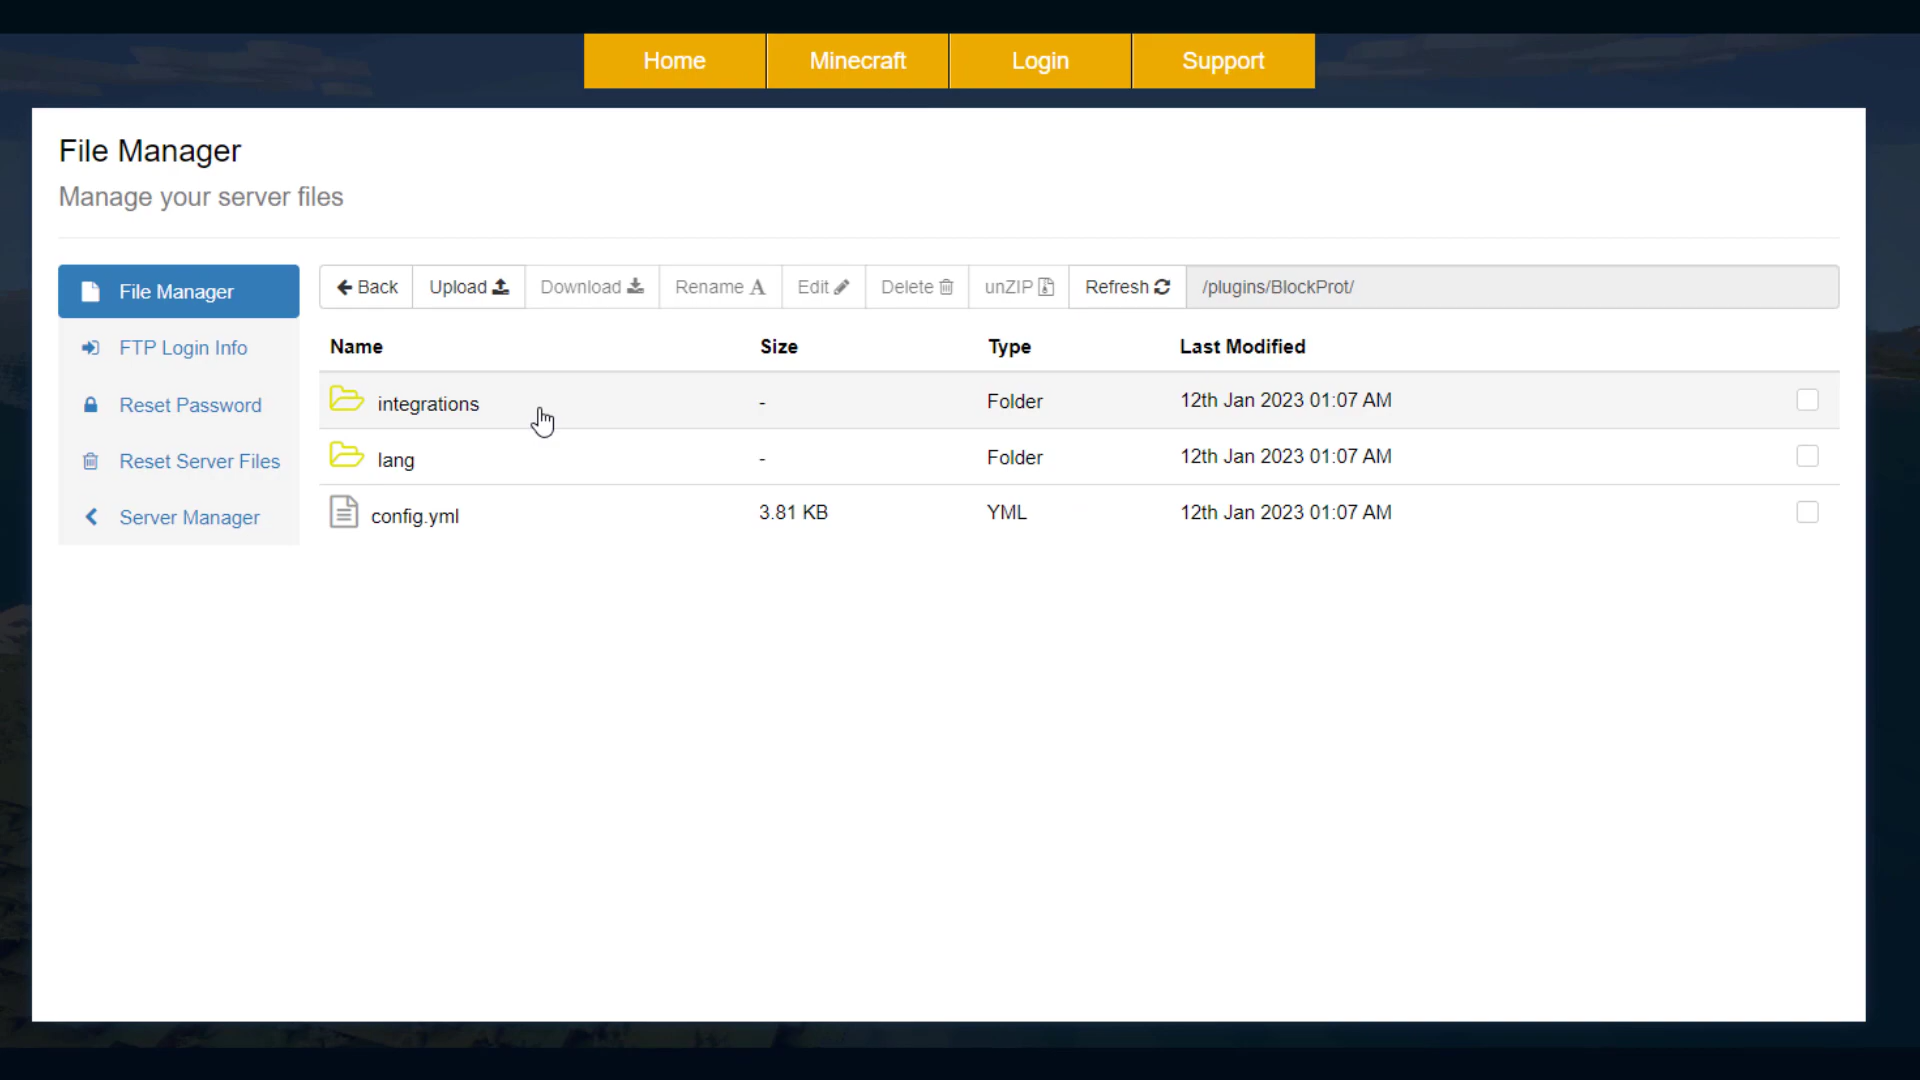 Home Minecraft Login Support
File Manager
Manage your server files
File Manager
FTP Login Info
Reset Password
Reset Server Files
Server Manager
Back Upload Download Rename Edit Delete unZIP Refresh /plugins/BlockProt/
Name Size Type Last Modified
integrations - Folder 12th Jan 2023 01:07 AM
lang - Folder 12th Jan 2023 01:07 AM
config.yml 3.81 KB YML 12th Jan 2023 01:07 AM